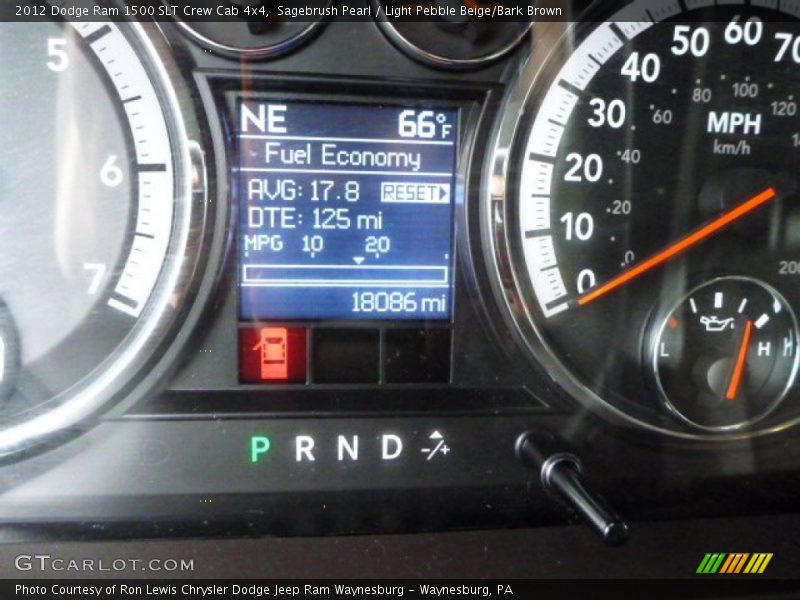 2012 Dodge Ram 1500 SLT Crew Cab 4x4, Sagebrush Pearl / Light Pebble Beige/Bark Brown
5
6
7
NE 66°F
Fuel Economy
AVG: 17.8 RESET
DTE: 125 mi
MPG 10 20
18086 mi
P R N D -/+
0
10
20
30
40
50
60
70
0
20
40
60
80
100
120
200
MPH
km/h
L H
GTCARLOT.COM
Photo Courtesy of Ron Lewis Chrysler Dodge Jeep Ram Waynesburg - Waynesburg, PA